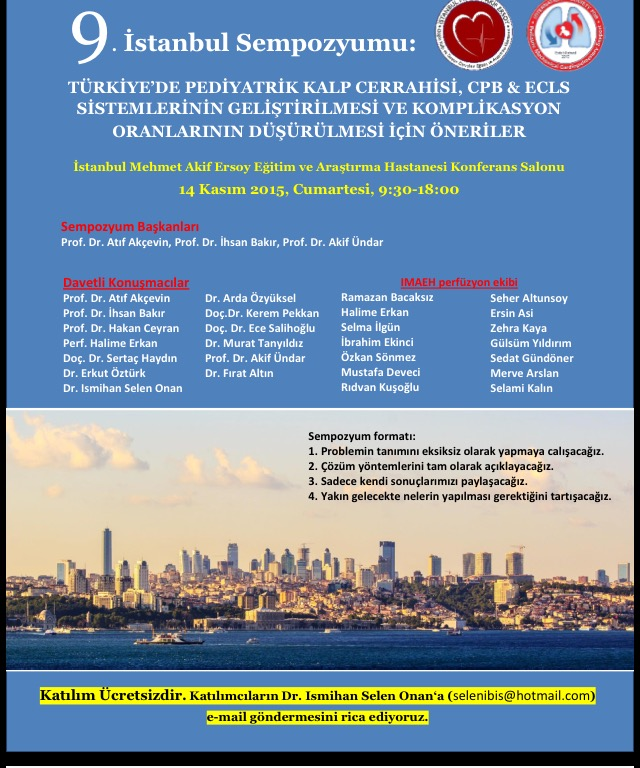 9. İstanbul Sempozyumu:
TÜRKİYE’DE PEDİYATRİK KALP CERRAHİSİ, CPB & ECLS
SİSTEMLERİNİN GELİŞTİRİLMESİ VE KOMPLİKASYON
ORANLARININ DÜŞÜRÜLMESİ İÇİN ÖNERİLER
İstanbul Mehmet Akif Ersoy Eğitim ve Araştırma Hastanesi Konferans Salonu
14 Kasım 2015, Cumartesi, 9:30-18:00
Sempozyum Başkanları
Prof. Dr. Atıf Akçevin, Prof. Dr. İhsan Bakır, Prof. Dr. Akif Ündar
Davetli Konuşmacılar
Prof. Dr. Atıf Akçevin
Prof. Dr. İhsan Bakır
Prof. Dr. Hakan Ceyran
Perf. Halime Erkan
Doç. Dr. Sertaç Haydın
Dr. Erkut Öztürk
Dr. Ismihan Selen Onan
Dr. Arda Özyüksel
Doç.Dr. Kerem Pekkan
Doç. Dr. Ece Salihoğlu
Dr. Murat Tanyıldız
Prof. Dr. Akif Ündar
Dr. Fırat Altın
IMAEH perfüzyon ekibi
Ramazan Bacaksız
Halime Erkan
Selma İlgün
İbrahim Ekinci
Özkan Sönmez
Mustafa Deveci
Rıdvan Kuşoğlu
Seher Altunsoy
Ersin Asi
Zehra Kaya
Gülsüm Yıldırım
Sedat Gündöner
Merve Arslan
Selami Kalın
Sempozyum formatı:
1. Problemin tanımını eksiksiz olarak yapmaya calışacağız.
2. Çözüm yöntemlerini tam olarak açıklayacağız.
3. Sadece kendi sonuçlarımızı paylaşacağız.
4. Yakın gelecekte nelerin yapılması gerektiğini tartışacağız.
Katılım Ücretsizdir. Katılımcıların Dr. Ismihan Selen Onan‘a (selenibis@hotmail.com)
e-mail göndermesini rica ediyoruz.